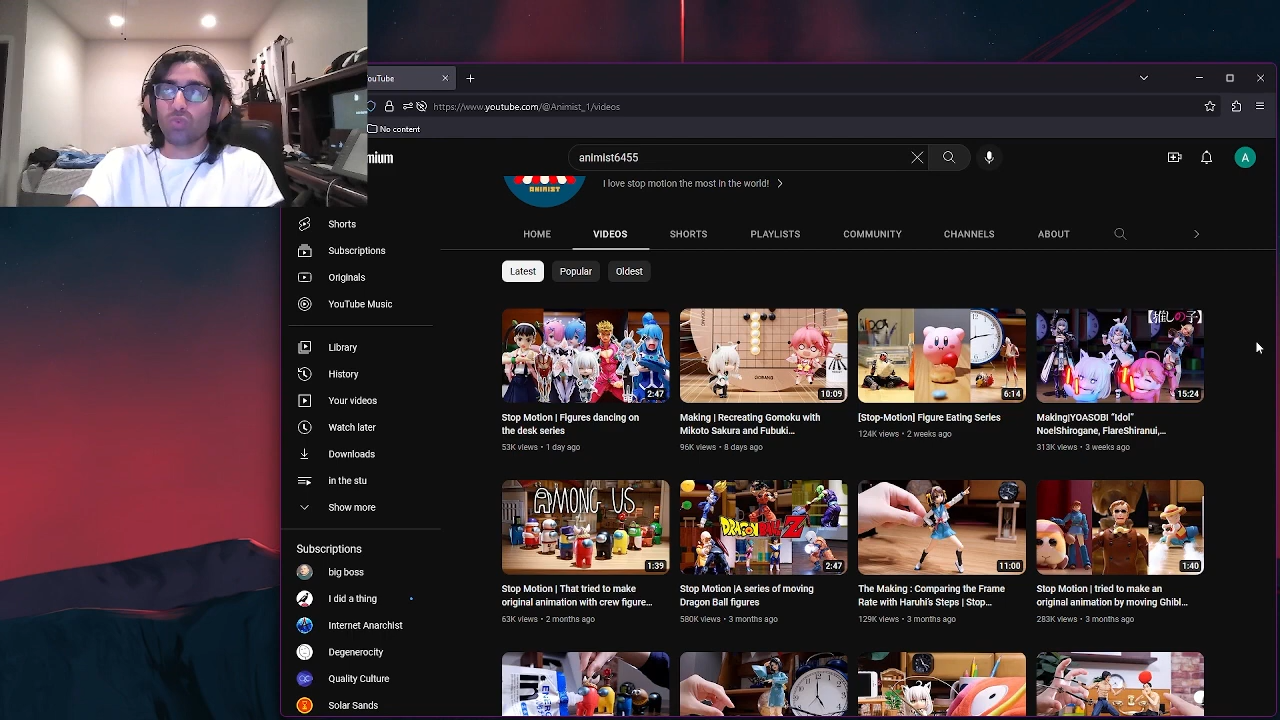 ouTube
https://www.youtube.com/@Animist_1/videos
No content
mium
animist6455
A
ANIMIST
I love stop motion the most in the world!
HOME
VIDEOS
SHORTS
PLAYLISTS
COMMUNITY
CHANNELS
ABOUT
Latest
Popular
Oldest
Shorts
Subscriptions
Originals
YouTube Music
Library
History
Your videos
Watch later
Downloads
in the stu
Show more
Subscriptions
big boss
I did a thing
Internet Anarchist
Degenerocity
Quality Culture
Solar Sands
2:47
Stop Motion | Figures dancing on
the desk series
53K views • 1 day ago
GOBANG
10:09
Making | Recreating Gomoku with
Mikoto Sakura and Fubuki...
96K views • 8 days ago
6:14
[Stop-Motion] Figure Eating Series
124K views • 2 weeks ago
【推しの子】
15:24
Making|YOASOBI “Idol”
NoelShirogane, FlareShiranui,...
313K views • 3 weeks ago
AMONG US
1:39
Stop Motion | That tried to make
original animation with crew figure...
63K views • 2 months ago
DRAGON BALL Z
2:47
Stop Motion |A series of moving
Dragon Ball figures
580K views • 3 months ago
11:00
The Making : Comparing the Frame
Rate with Haruhi’s Steps | Stop...
129K views • 3 months ago
1:40
Stop Motion | tried to make an
original animation by moving Ghibl...
283K views • 3 months ago